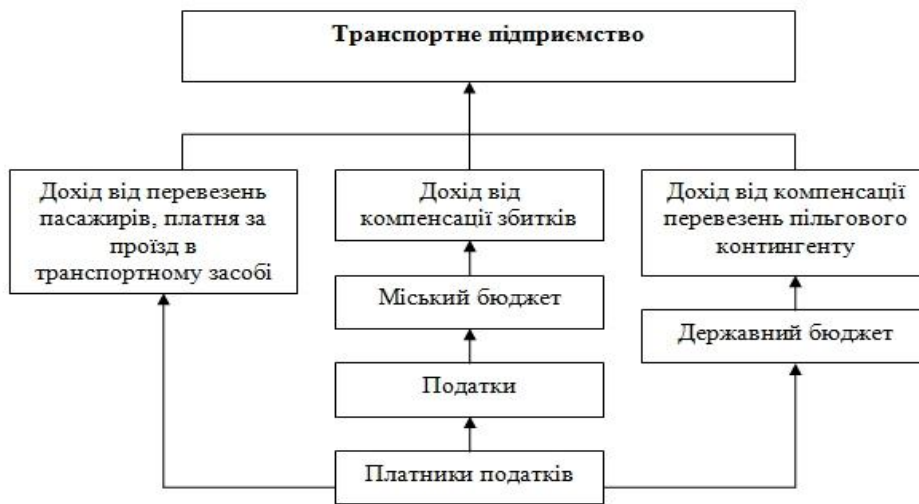 Транспортне підприємство
Дохід від перевезень
пасажирів, платня за
проїзд в
транспортному засобі
Дохід від
компенсації збитків
Дохід від компенсації
перевезень пільгового
контингенту
Міський бюджет
Державний бюджет
Податки
Платники податків